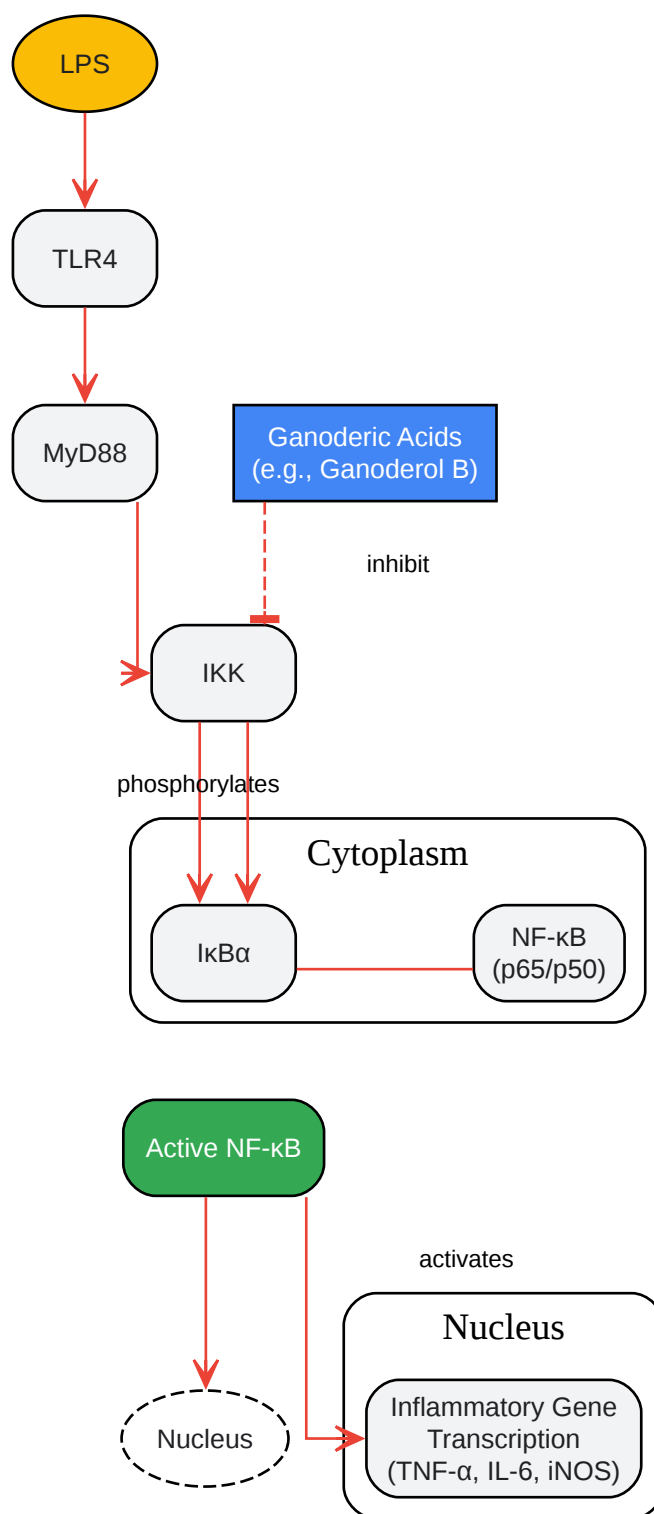 LPS
TLR4
MyD88
Ganoderic Acids
(e.g., Ganoderol B)
inhibit
IKK
phosphorylates
Cytoplasm
IκBα
NF-κB
(p65/p50)
Active NF-κB
activates
Nucleus
Nucleus
Inflammatory Gene
Transcription
(TNF-α, IL-6, iNOS)